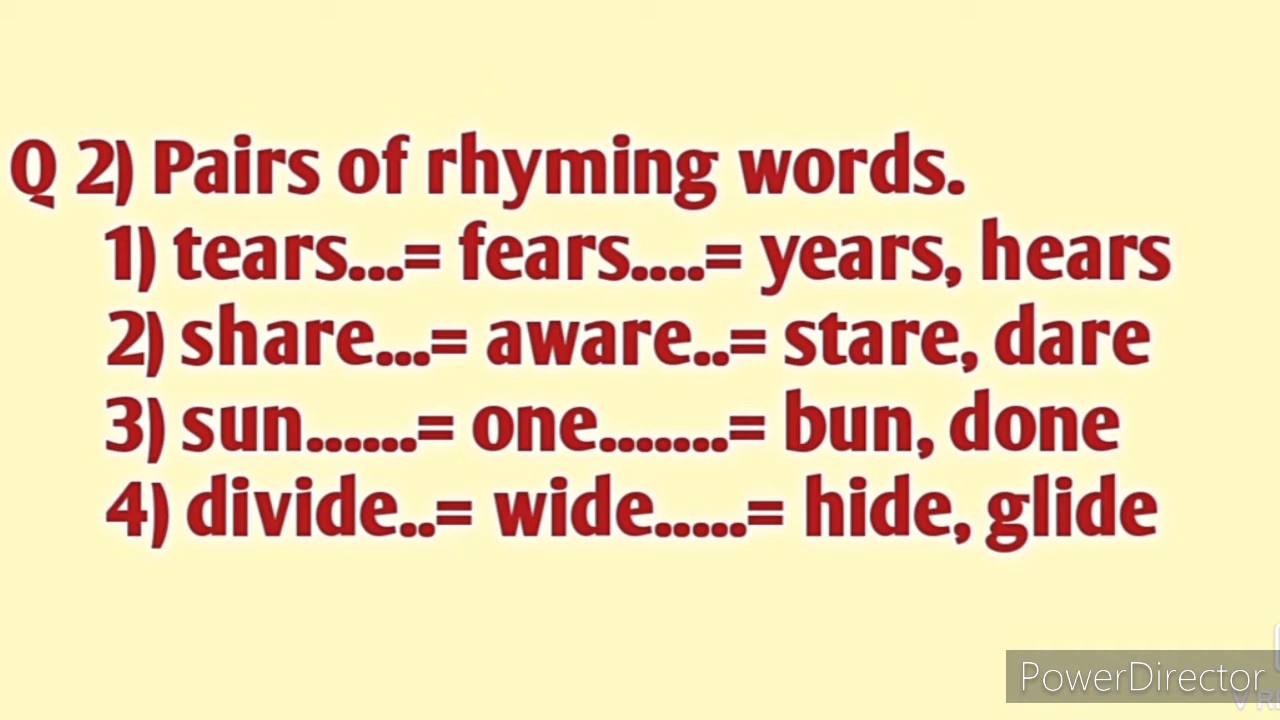 Q 2) Pairs of rhyming words.
1) tears...= fears....= years, hears
2) share...= aware..= stare, dare
3) sun......= one.......= bun, done
4) divide..= wide.....= hide, glide
PowerDirector